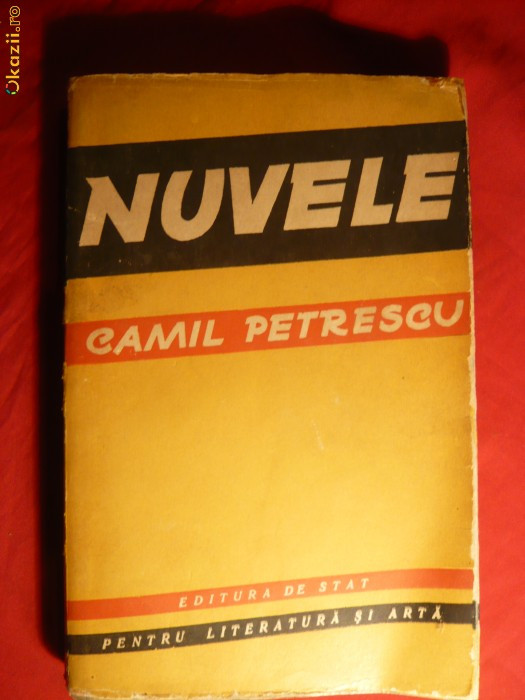 Okazii.ro
NUVELE
CAMIL PETRESCU
EDITURA DE STAT
PENTRU LITERATURĂ ȘI ARTĂ